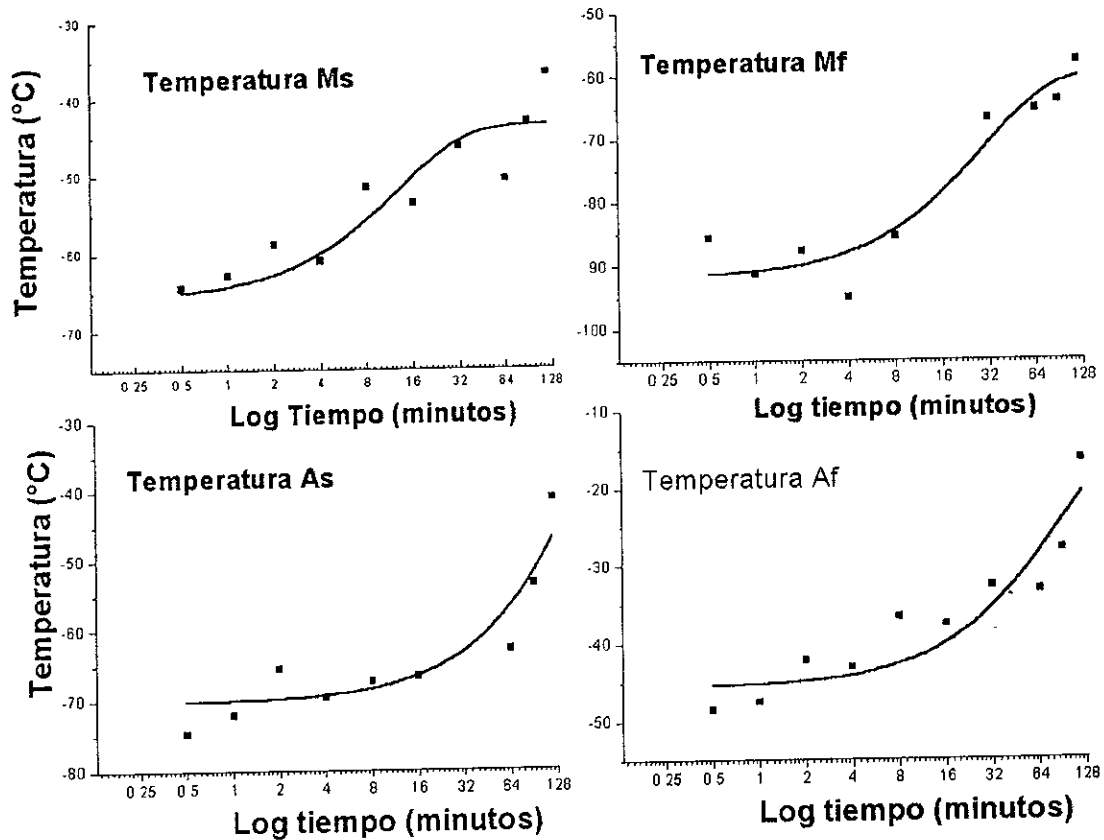 Temperatura Ms
Temperatura (°C)
-30
-40
-50
-60
-70
0 25 0 5 1 2 4 8 16 32 64 128
Log Tiempo (minutos)
Temperatura Mf
-50
-60
-70
-80
-90
-100
0 25 0 5 1 2 4 8 16 32 64 128
Log tiempo (minutos)
Temperatura As
Temperatura (°C)
-30
-40
-50
-60
-70
-80
0 25 0 5 1 2 4 8 16 32 64 128
Log tiempo (minutos)
Temperatura Af
-10
-20
-30
-40
-50
0 25 0 5 1 2 4 8 16 32 64 128
Log tiempo (minutos)